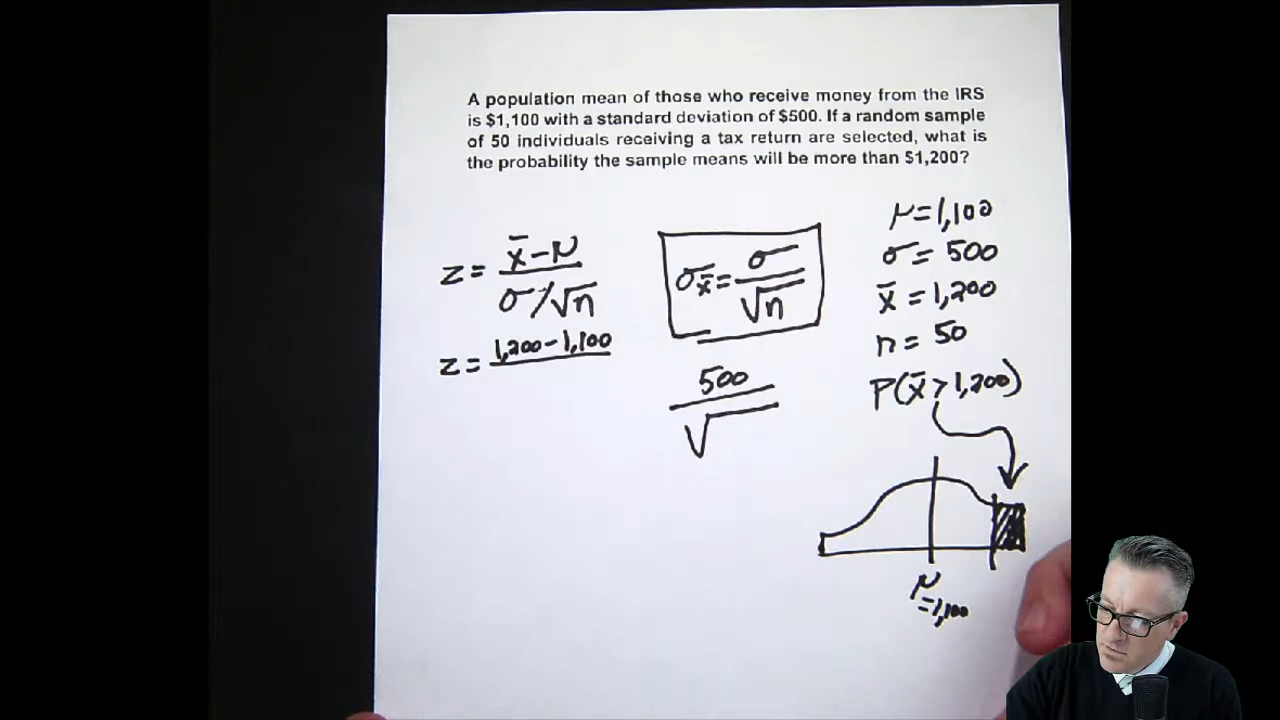 A population mean of those who receive money from the IRS
is $1,100 with a standard deviation of $500. If a random sample
of 50 individuals receiving a tax return are selected, what is
the probability the sample means will be more than $1,200?
z = x̄ - μ / σ/√n
z = 1,200 - 1,100
σx̄ = σ / √n
500 / √
μ = 1,100
σ = 500
x̄ = 1,200
n = 50
P(x̄ > 1,200)
μ
= 1,100